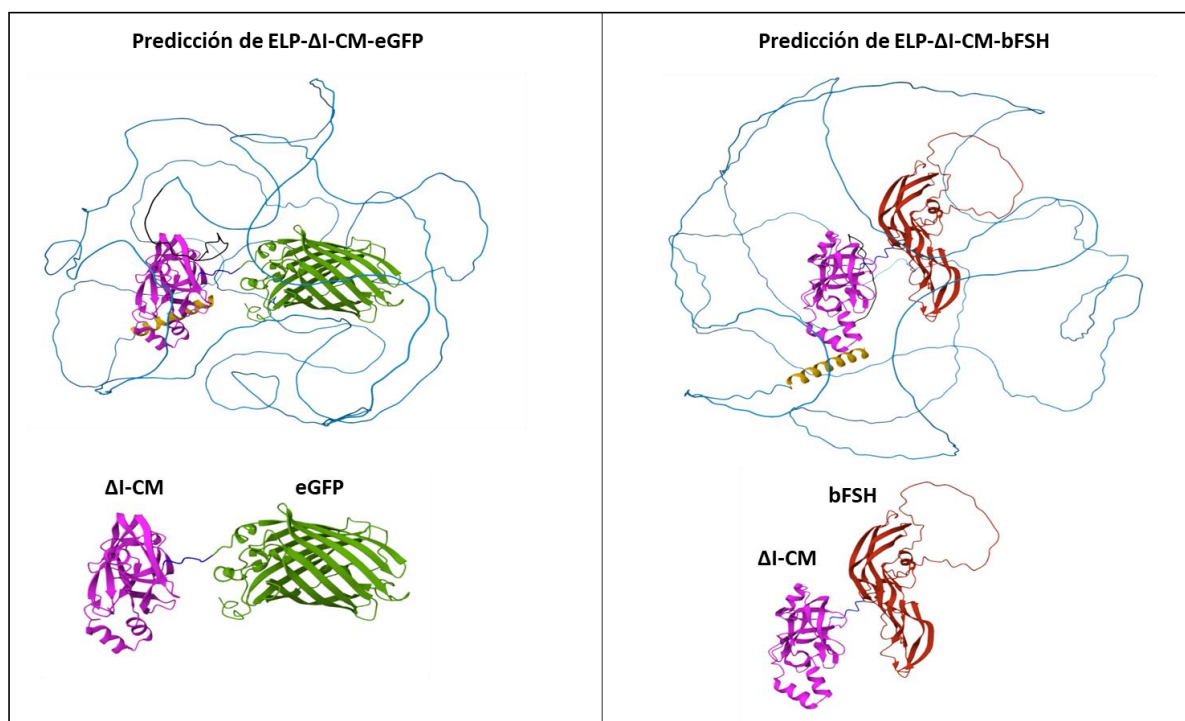 Predicción de ELP-ΔI-CM-eGFP
ΔI-CM
eGFP
Predicción de ELP-ΔI-CM-bFSH
bFSH
ΔI-CM